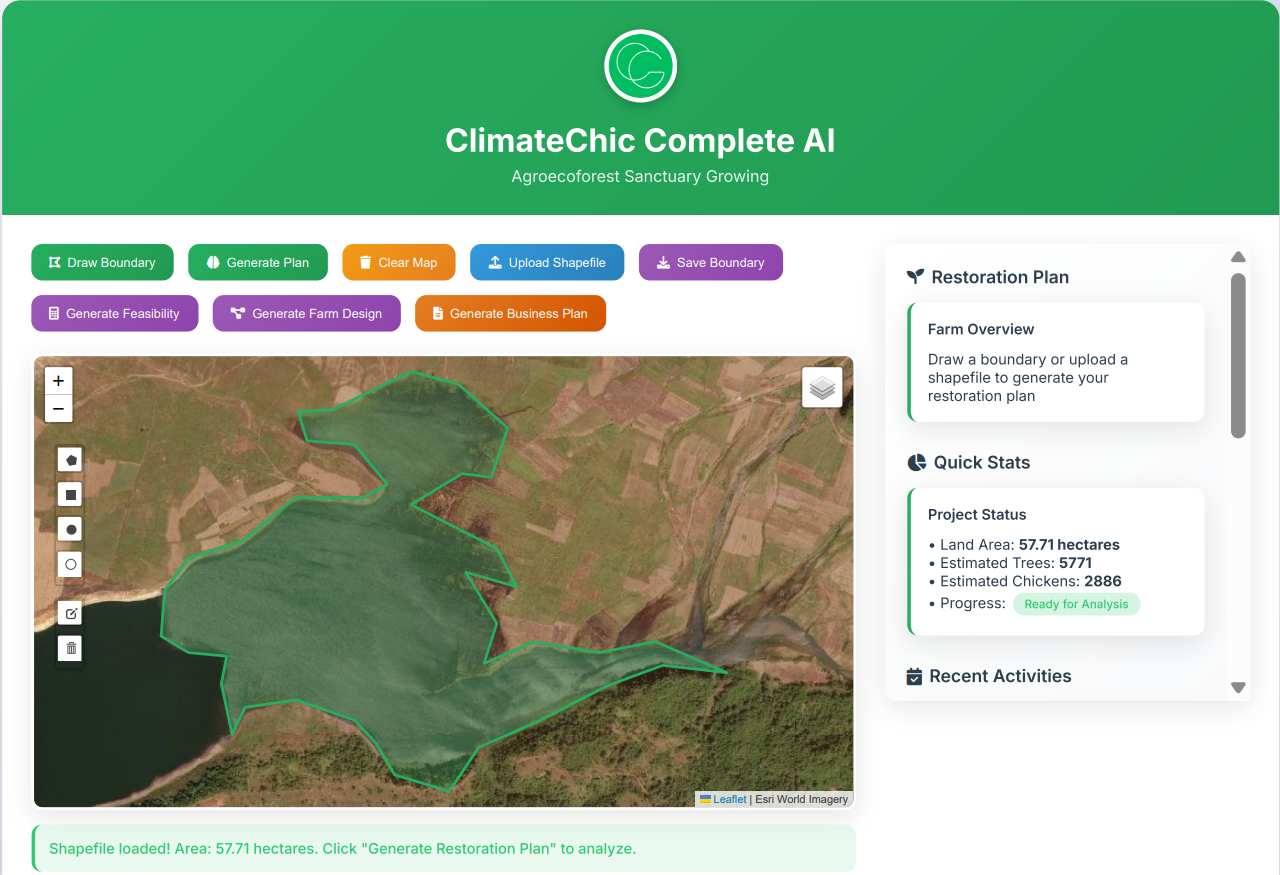 ClimateChic Complete AI
Agroecoforest Sanctuary Growing
Draw Boundary
Generate Plan
Clear Map
Upload Shapefile
Save Boundary
Generate Feasibility
Generate Farm Design
Generate Business Plan
+
−
Leaflet | Esri World Imagery
Shapefile loaded! Area: 57.71 hectares. Click "Generate Restoration Plan" to analyze.
Restoration Plan
Farm Overview
Draw a boundary or upload a
shapefile to generate your
restoration plan
Quick Stats
Project Status
• Land Area: 57.71 hectares
• Estimated Trees: 5771
• Estimated Chickens: 2886
• Progress: Ready for Analysis
Recent Activities